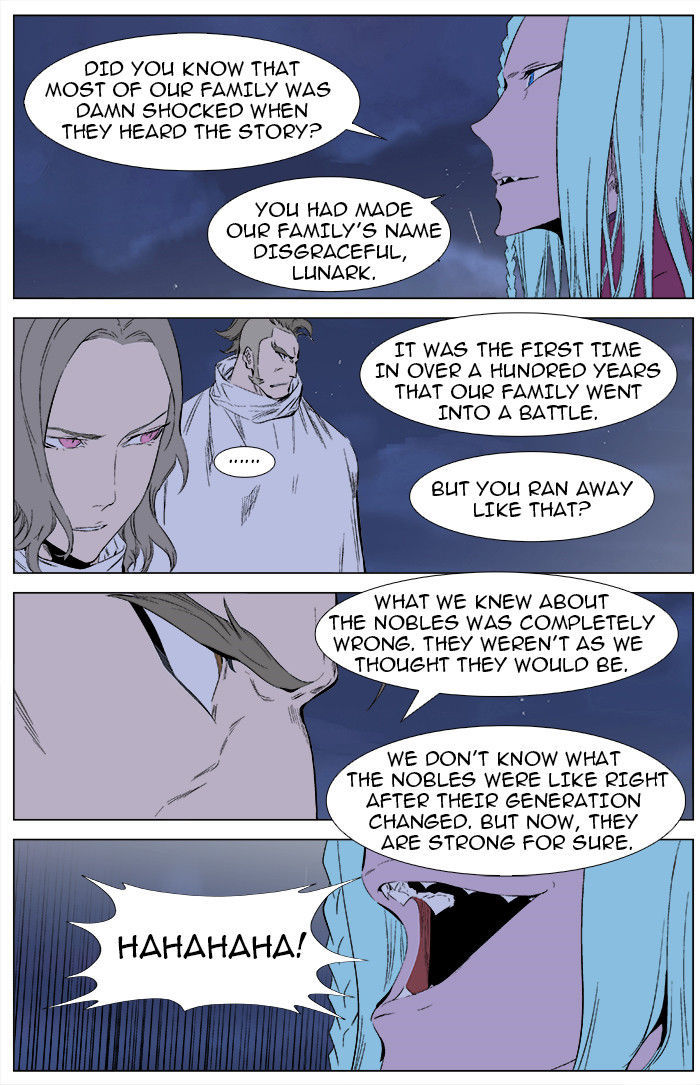 DID YOU KNOW THAT
MOST OF OUR FAMILY WAS
DAMN SHOCKED WHEN
THEY HEARD THE STORY?
YOU HAD MADE
OUR FAMILY'S NAME
DISGRACEFUL,
LUNARK.
......
IT WAS THE FIRST TIME
IN OVER A HUNDRED YEARS
THAT OUR FAMILY WENT
INTO A BATTLE.
BUT YOU RAN AWAY
LIKE THAT?
WHAT WE KNEW ABOUT
THE NOBLES WAS COMPLETELY
WRONG. THEY WEREN'T AS WE
THOUGHT THEY WOULD BE.
WE DON'T KNOW WHAT
THE NOBLES WERE LIKE RIGHT
AFTER THEIR GENERATION
CHANGED. BUT NOW, THEY
ARE STRONG FOR SURE.
HAHAHAHA!